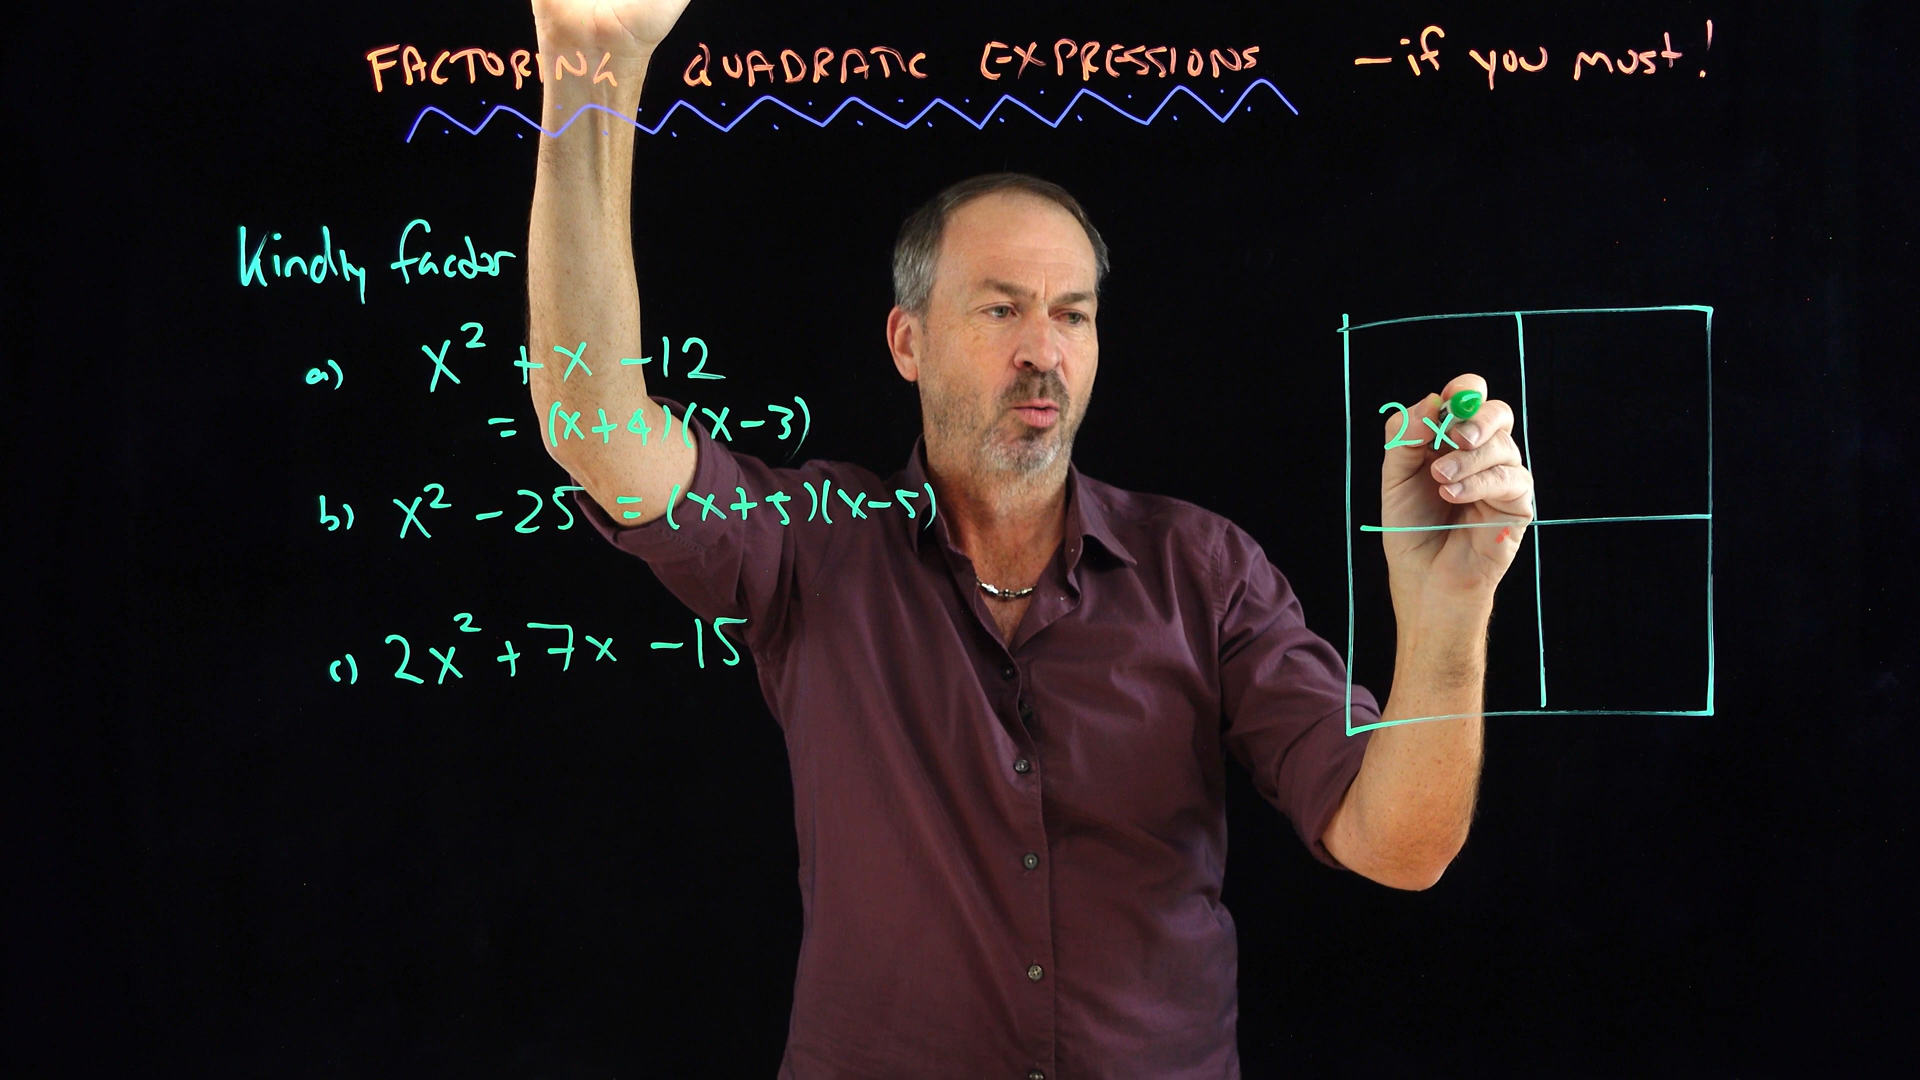 FACTORING QUADRATIC EXPRESSIONS - if you must!
Kindly factor
a) x² + x - 12
= (x+4)(x-3)
b) x² - 25 = (x+5)(x-5)
c) 2x² + 7x - 15
2x